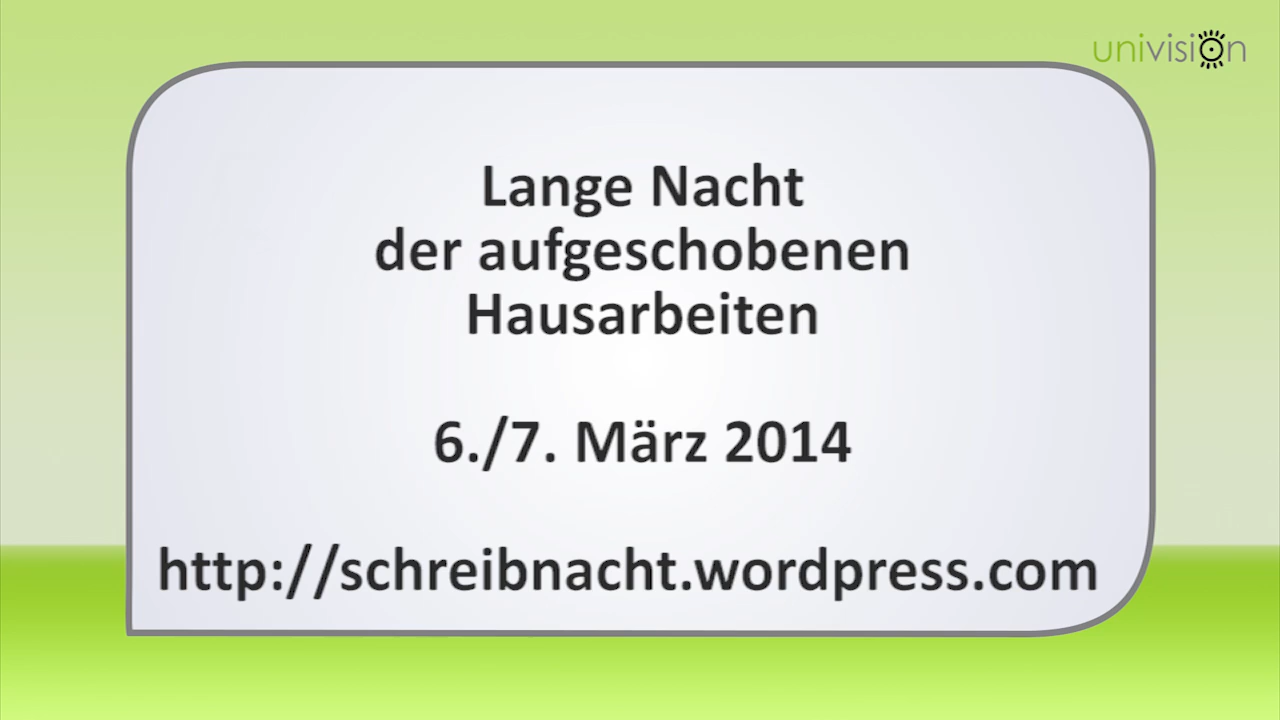 univision
Lange Nacht
der aufgeschobenen
Hausarbeiten
6./7. März 2014
http://schreibnacht.wordpress.com